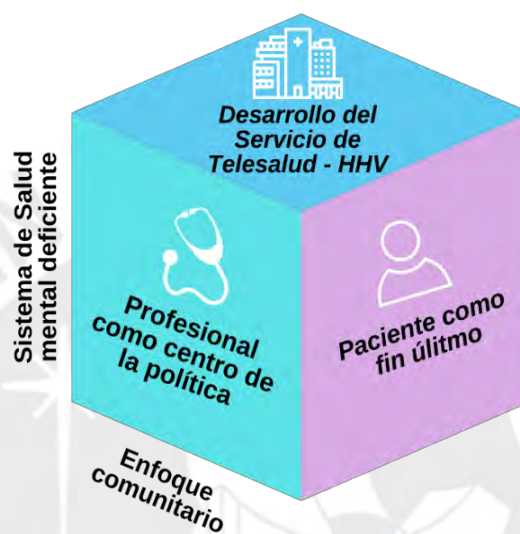 Desarrollo del
Servicio de
Telesalud - HHV
Sistema de Salud
mental deficiente
Profesional
como centro de
la política
Paciente como
fin úlitmo
Enfoque
comunitario